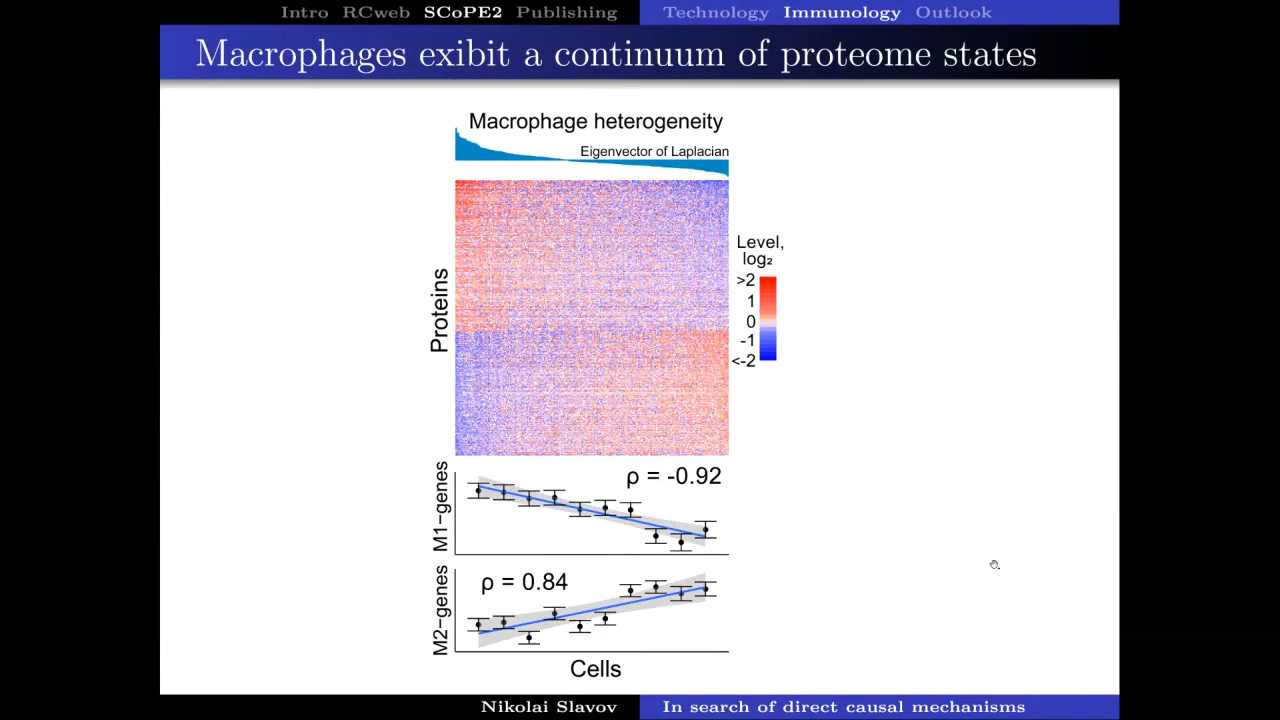 Intro RCweb SCoPE2 Publishing Technology Immunology Outlook
Macrophages exibit a continuum of proteome states
Macrophage heterogeneity
Eigenvector of Laplacian
Proteins
Level,
log₂
>2
1
0
-1
<-2
M1-genes
ρ = -0.92
M2-genes
ρ = 0.84
Cells
Nikolai Slavov In search of direct causal mechanisms